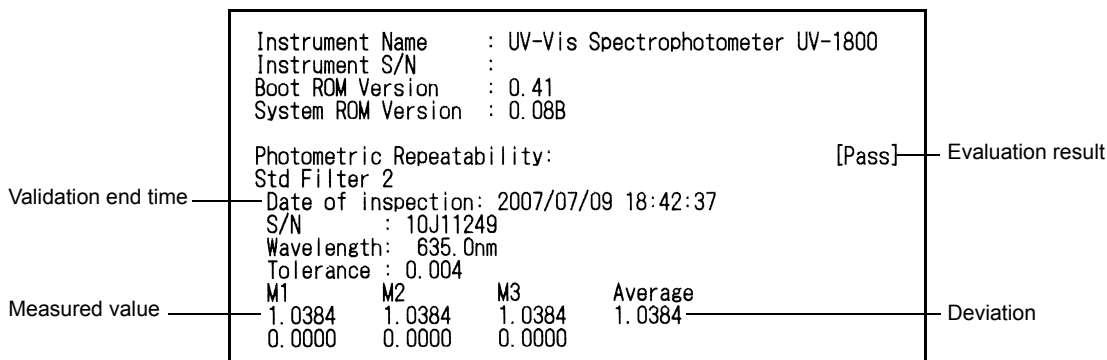 Instrument Name : UV-Vis Spectrophotometer UV-1800
Instrument S/N :
Boot ROM Version : 0.41
System ROM Version : 0.08B
Photometric Repeatability: [Pass] Evaluation result
Std Filter 2
Validation end time Date of inspection: 2007/07/09 18:42:37
S/N : 10J11249
Wavelength: 635.0nm
Tolerance : 0.004
M1 M2 M3 Average
Measured value 1.0384 1.0384 1.0384 1.0384 Deviation
0.0000 0.0000 0.0000